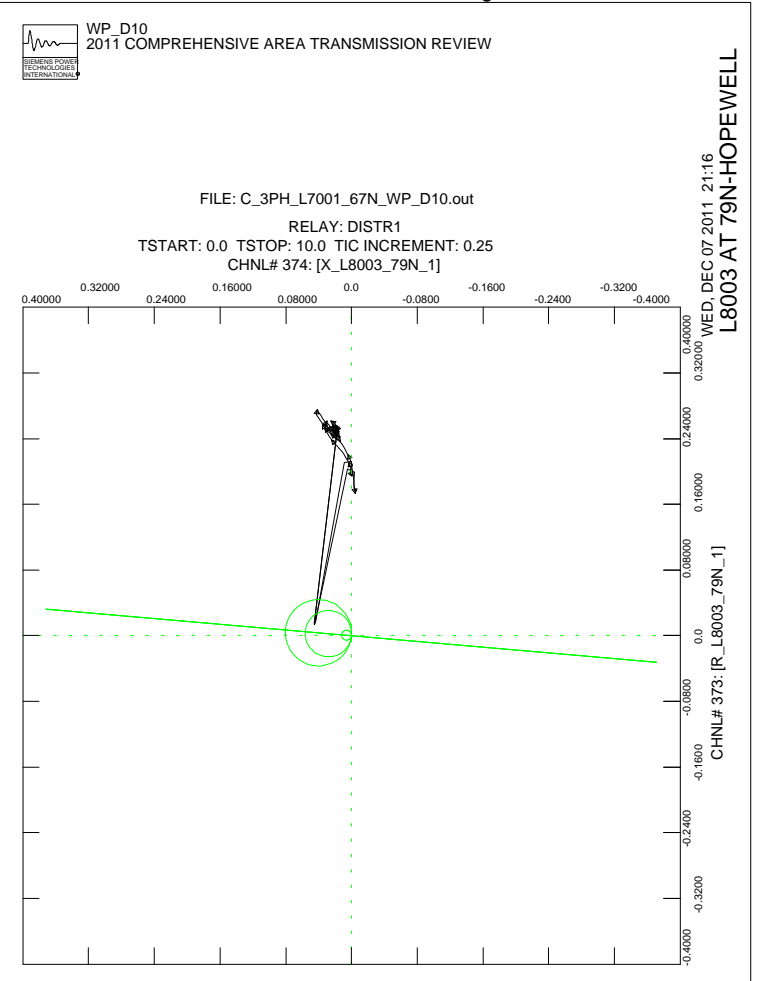 WP_D10
2011 COMPREHENSIVE AREA TRANSMISSION REVIEW
SIEMENS POWER
TECHNOLOGIES
INTERNATIONAL
FILE: C_3PH_L7001_67N_WP_D10.out
RELAY: DISTR1
TSTART: 0.0 TSTOP: 10.0 TIC INCREMENT: 0.25
CHNL# 374: [X_L8003_79N_1]
0.40000 0.32000 0.24000 0.16000 0.08000 0.0 -0.0800 -0.1600 -0.2400 -0.3200 -0.4000
WED, DEC 07 2011 21:16
L8003 AT 79N-HOPEWELL
0.40000
0.32000
0.24000
0.16000
0.08000
0.0
-0.0800
-0.1600
-0.2400
-0.3200
-0.4000
CHNL# 373: [R_L8003_79N_1]